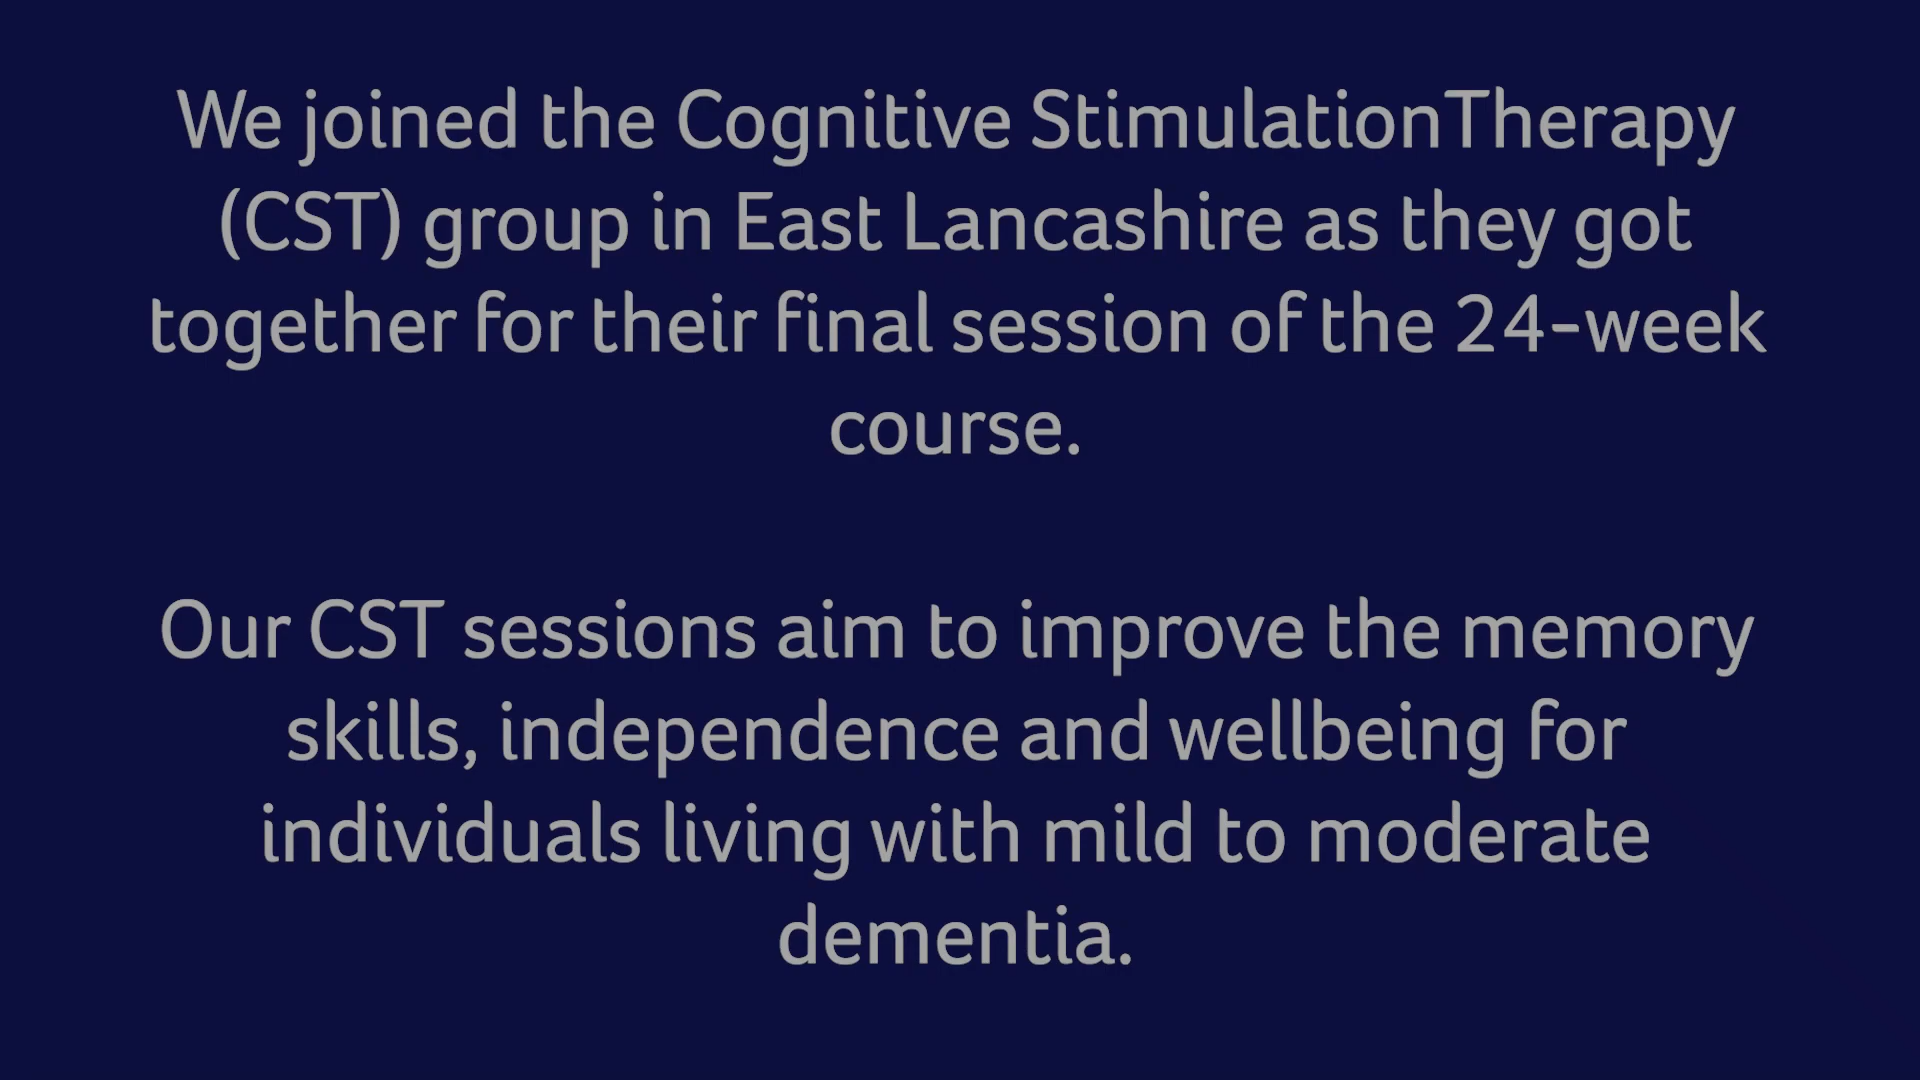 We joined the Cognitive StimulationTherapy
(CST) group in East Lancashire as they got
together for their final session of the 24-week
course.
Our CST sessions aim to improve the memory
skills, independence and wellbeing for
individuals living with mild to moderate
dementia.